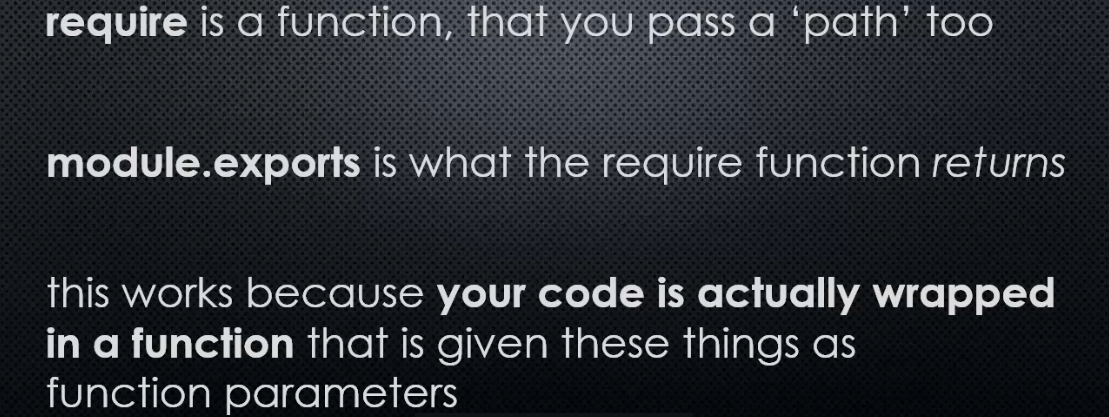 require is a function, that you pass a ‘path’ too
module.exports is what the require function returns
this works because your code is actually wrapped
in a function that is given these things as
function parameters